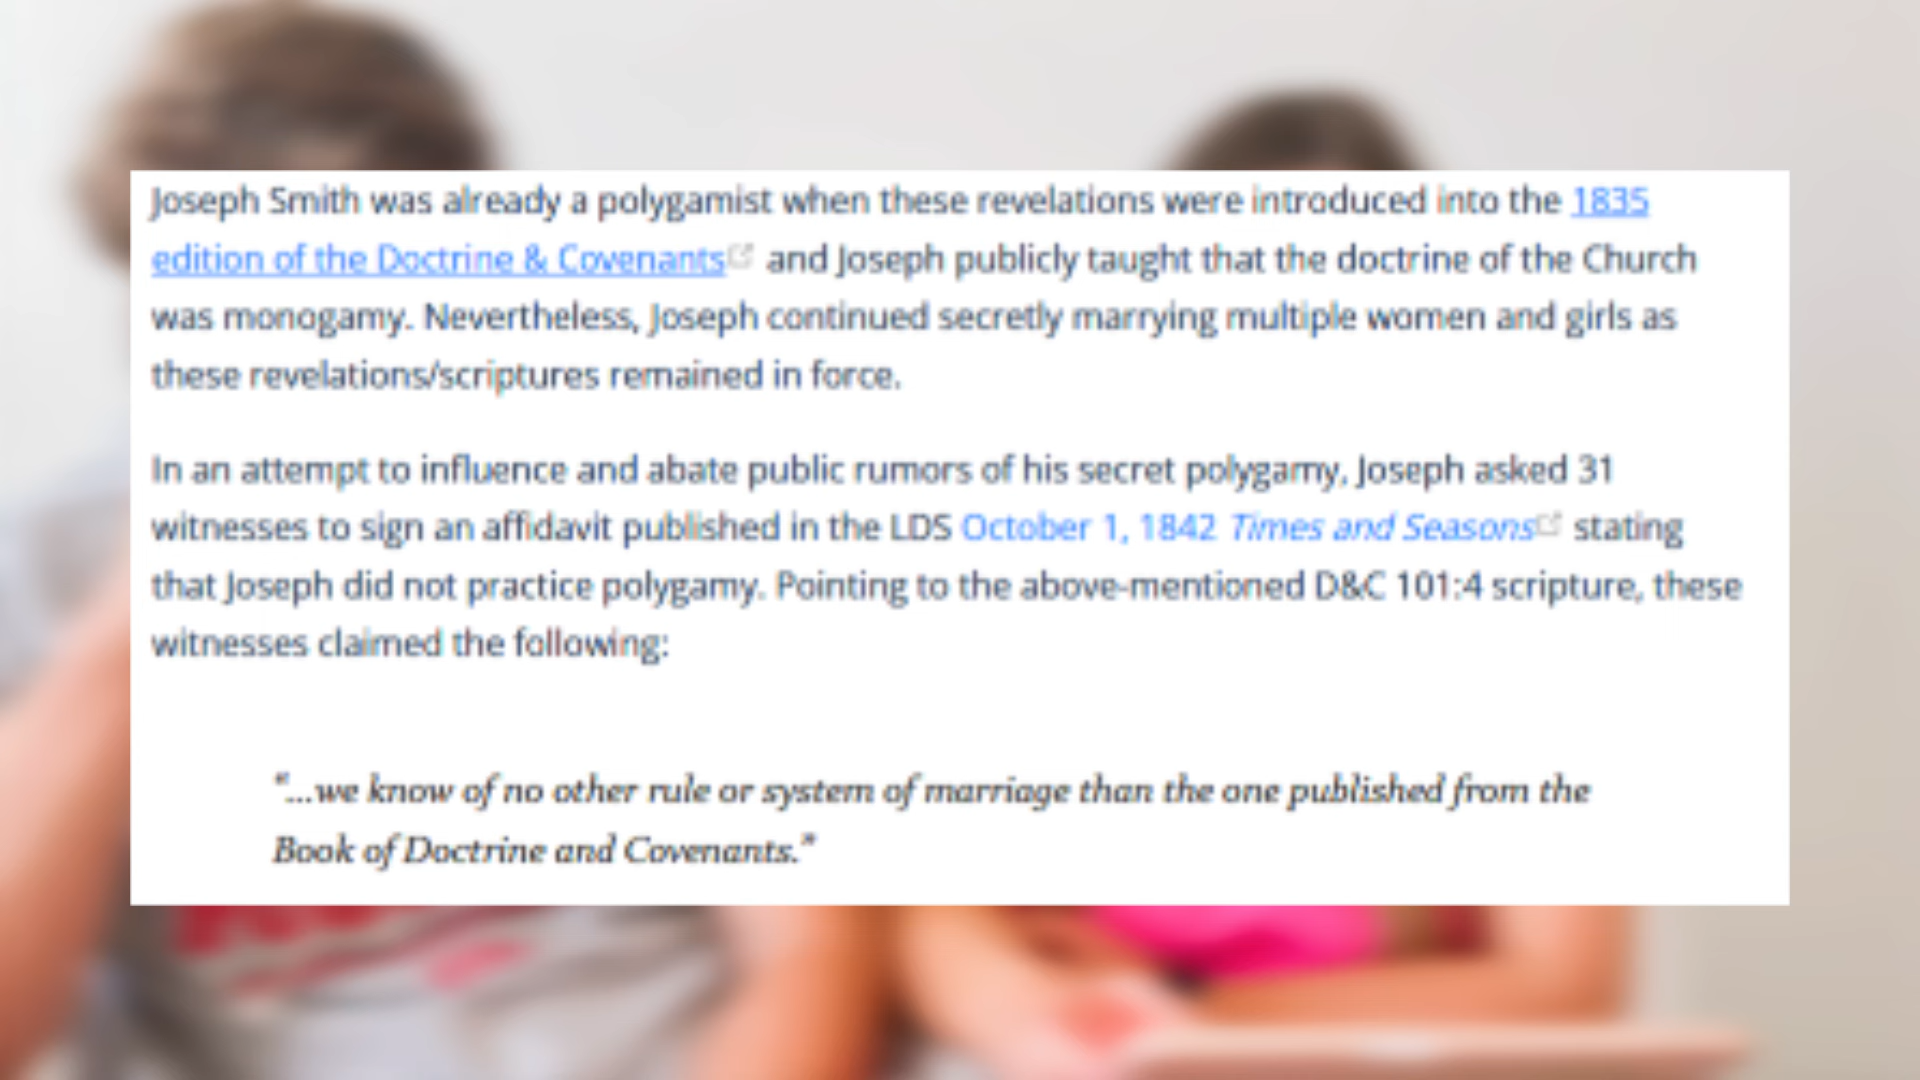 Joseph Smith was already a polygamist when these revelations were introduced into the 1835
edition of the Doctrine & Covenants and Joseph publicly taught that the doctrine of the Church
was monogamy. Nevertheless, Joseph continued secretly marrying multiple women and girls as
these revelations/scriptures remained in force.
In an attempt to influence and abate public rumors of his secret polygamy, Joseph asked 31
witnesses to sign an affidavit published in the LDS October 1, 1842 Times and Seasons stating
that Joseph did not practice polygamy. Pointing to the above-mentioned D&C 101:4 scripture, these
witnesses claimed the following:
“...we know of no other rule or system of marriage than the one published from the
Book of Doctrine and Covenants.”